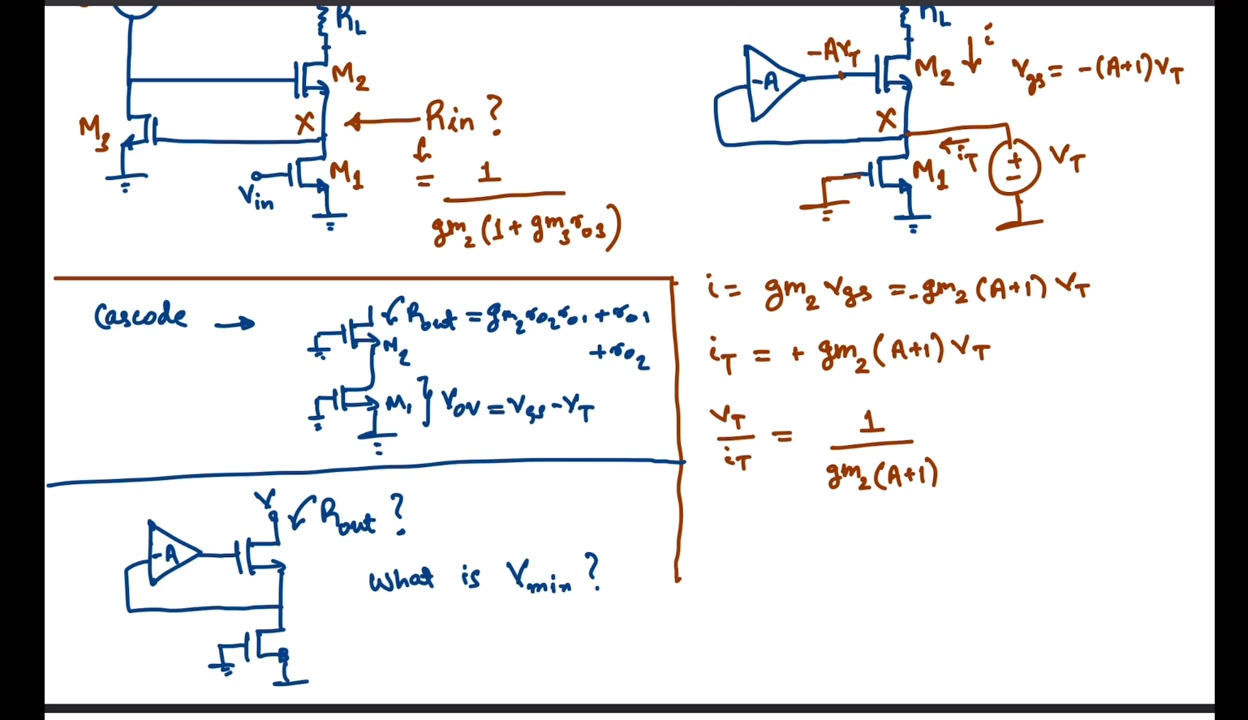 RL
M2
M3
X
Rin ?
= 1 / gm2 (1 + gm3 ro3)
Vin
M1
RL
-A
-AvT
M2
i
vgs = -(A+1)vT
X
iT
VT
M1
Cascode →
Rout = gm2 ro2 ro1 + ro1
+ ro2
M2
M1 } VOV = Vgs - VT
i = gm2 vgs = - gm2 (A+1) VT
iT = + gm2 (A+1) VT
vT / iT = 1 / gm2 (A+1)
V
Rout ?
-A
What is Vmin ?